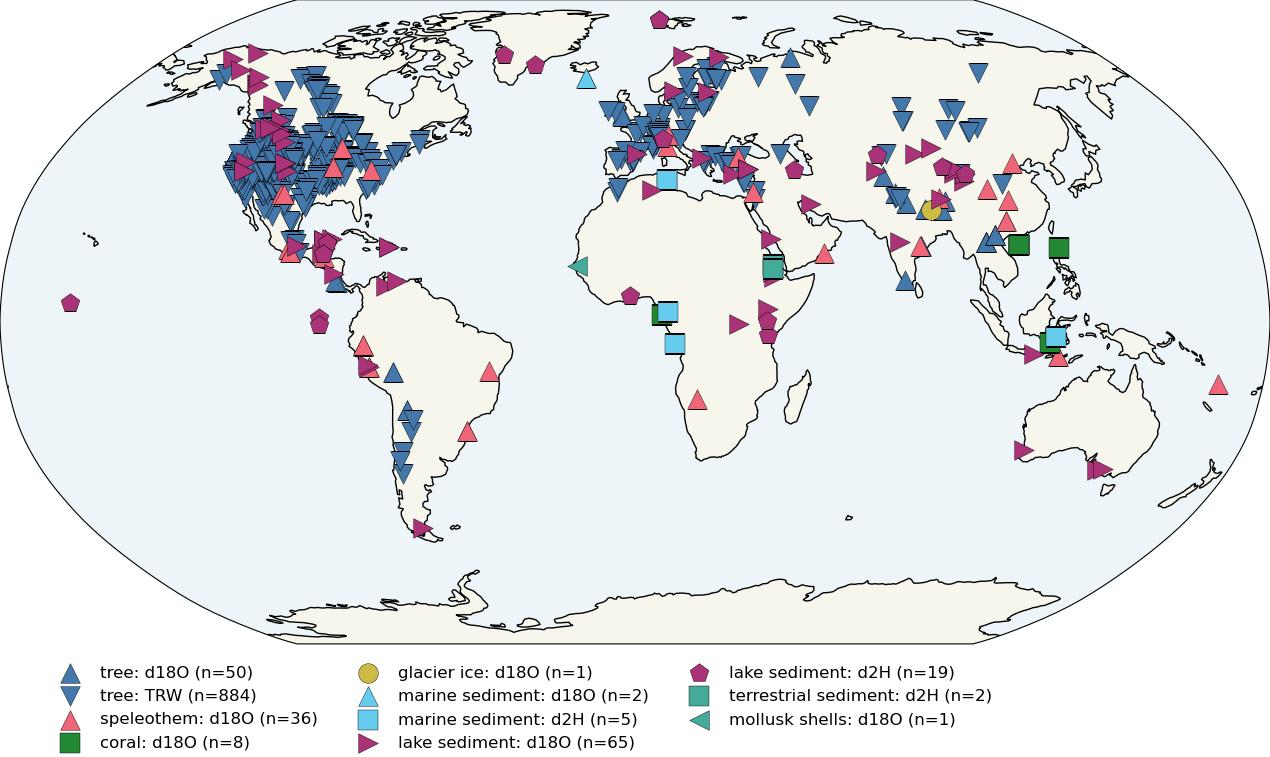 tree: d18O (n=50)
tree: TRW (n=884)
speleothem: d18O (n=36)
coral: d18O (n=8)
glacier ice: d18O (n=1)
marine sediment: d18O (n=2)
marine sediment: d2H (n=5)
lake sediment: d18O (n=65)
lake sediment: d2H (n=19)
terrestrial sediment: d2H (n=2)
mollusk shells: d18O (n=1)